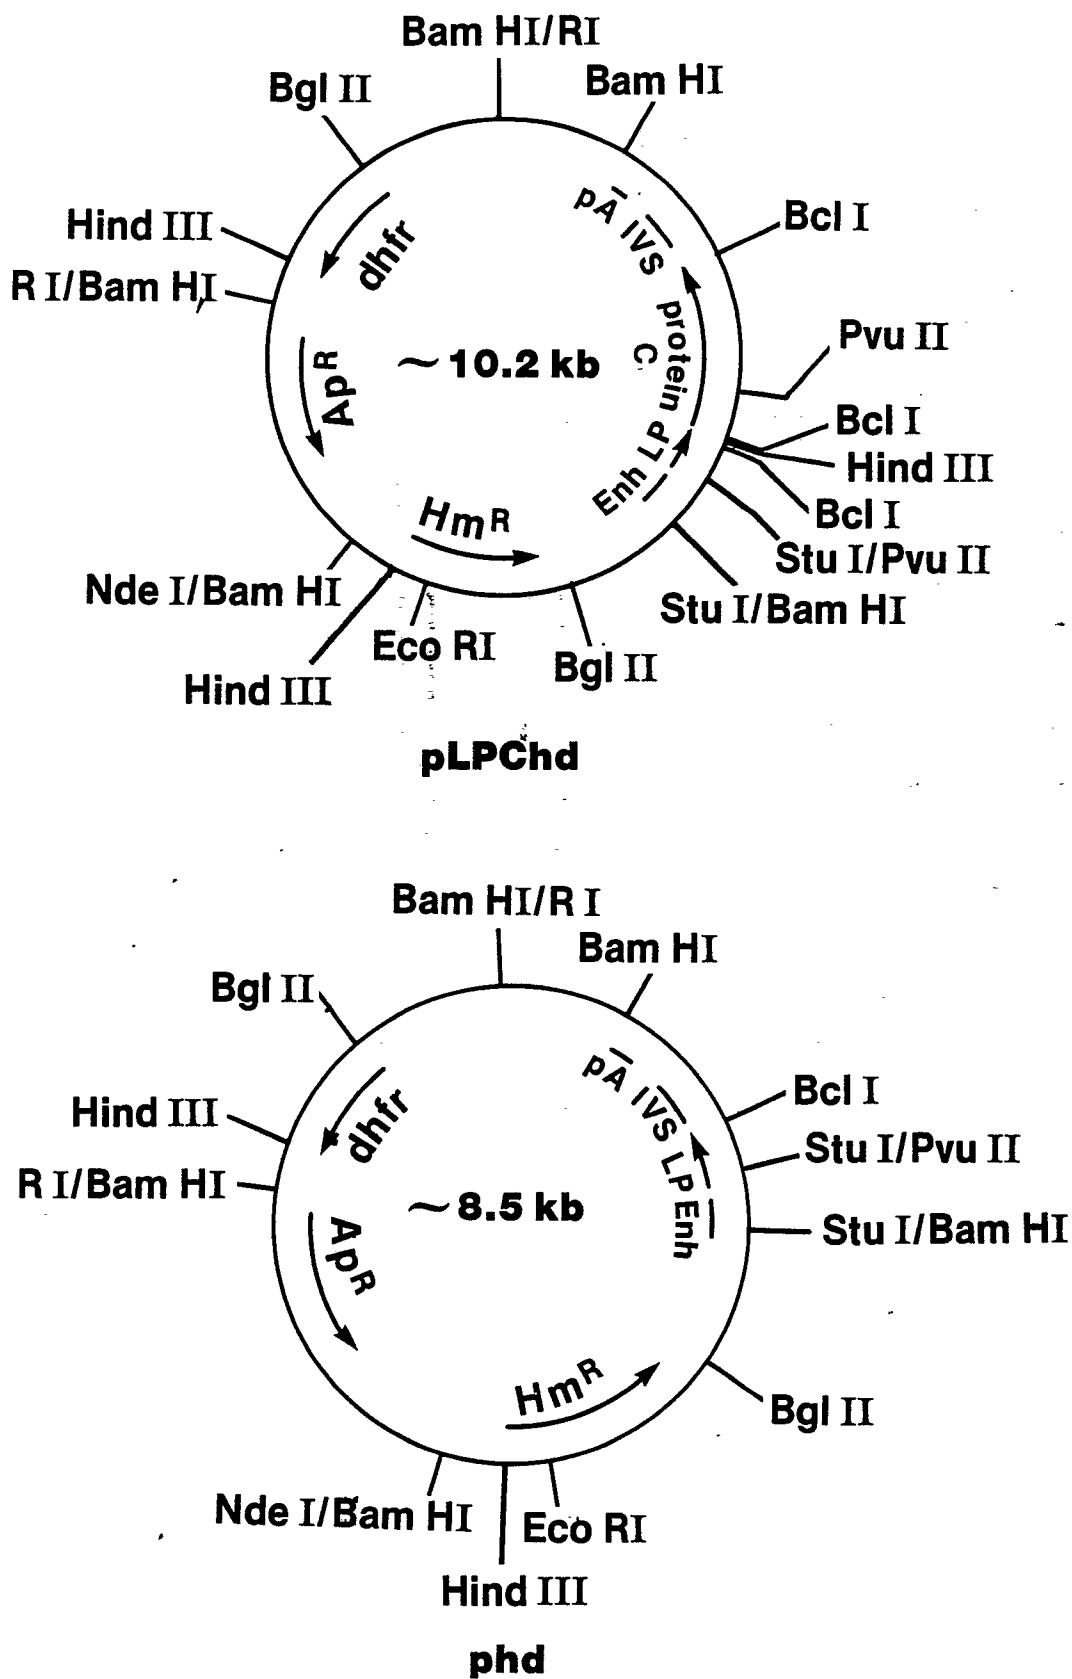 Bam HI/RI
Bgl II
Bam HI
Hind III
Bcl I
R I/Bam HI
dhfr
pA IVS
Pvu II
protein
C
~10.2 kb
ApR
Bcl I
Hind III
LP
Enh
Bcl I
HmR
Stu I/Pvu II
Nde I/Bam HI
Stu I/Bam HI
Eco RI
Bgl II
Hind III
pLPChd
Bam HI/R I
Bam HI
Bgl II
Bcl I
Hind III
dhfr
pA IVS LP Enh
Stu I/Pvu II
R I/Bam HI
~8.5 kb
Stu I/Bam HI
ApR
HmR
Bgl II
Nde I/Bam HI
Eco RI
Hind III
phd